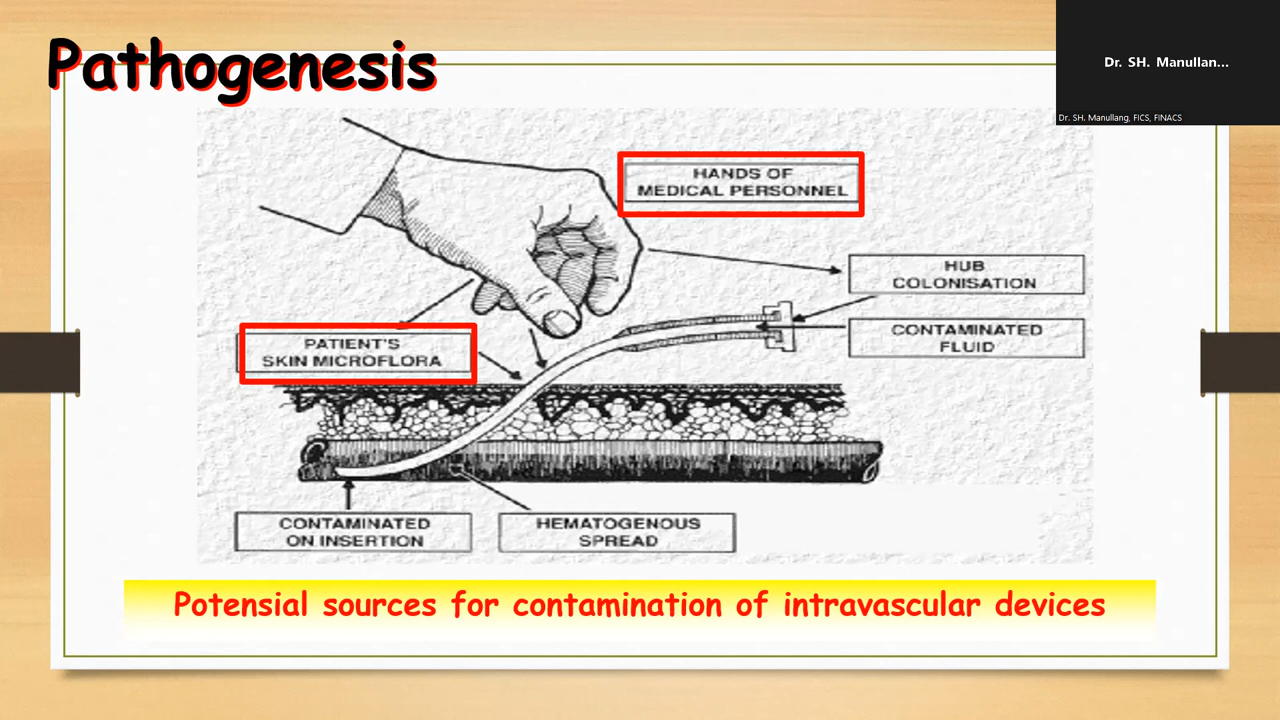 Pathogenesis
Dr. SH. Manullan...
Dr. SH. Manullang, FICS, FINACS
HANDS OF
MEDICAL PERSONNEL
HUB
COLONISATION
CONTAMINATED
FLUID
PATIENT'S
SKIN MICROFLORA
CONTAMINATED
ON INSERTION
HEMATOGENOUS
SPREAD
Potensial sources for contamination of intravascular devices